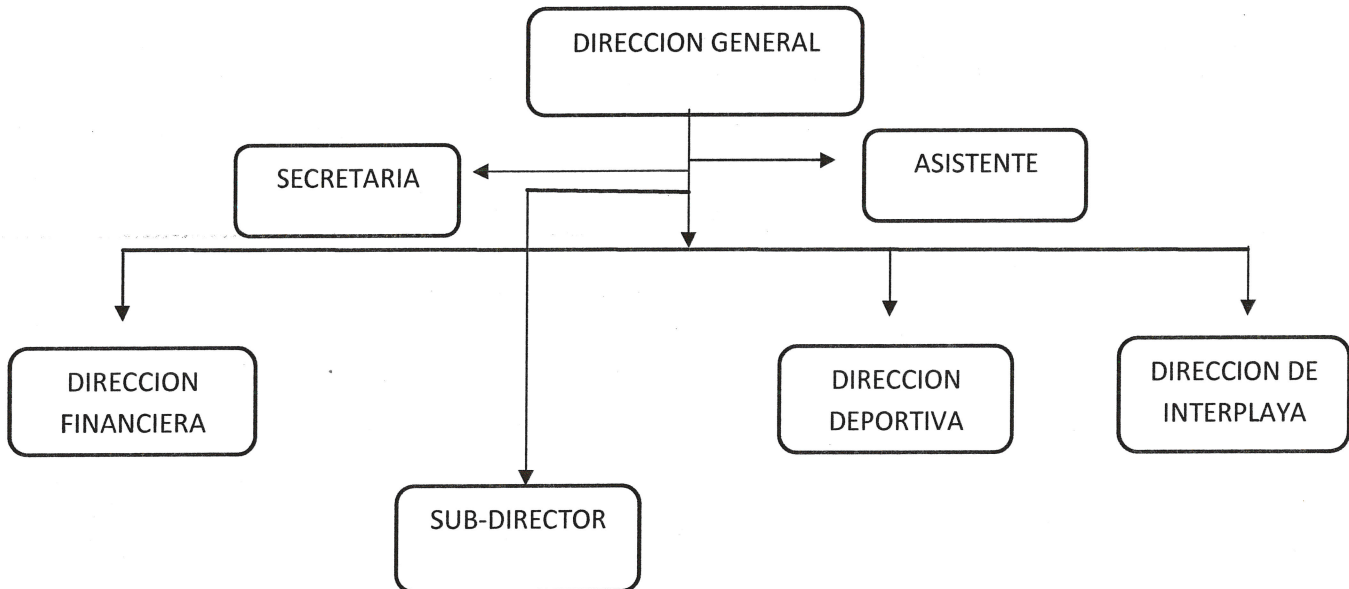 DIRECCION GENERAL
SECRETARIA
ASISTENTE
DIRECCION
FINANCIERA
DIRECCION
DEPORTIVA
DIRECCION DE
INTERPLAYA
SUB-DIRECTOR